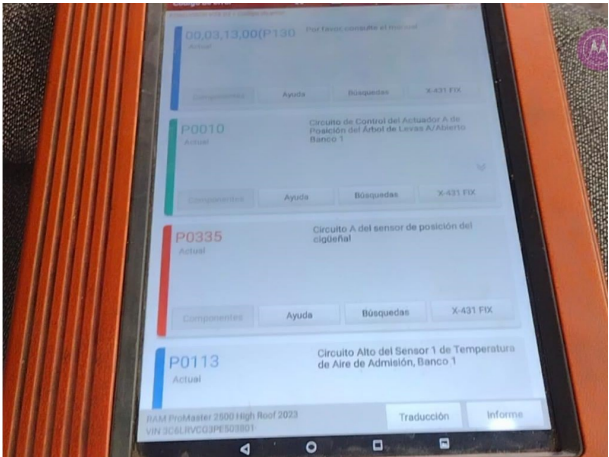 Código de error
00,03,13,00(P130
Por favor consulte el manual
Actual
Componentes
Ayuda
Búsquedas
X-431 FIX
P0010
Circuito de Control del Actuador A de
Posición del Árbol de Levas A/Abierto
Banco 1
Actual
Componentes
Ayuda
Búsquedas
X-431 FIX
P0335
Circuito A del sensor de posición del
cigüeñal
Actual
Componentes
Ayuda
Búsquedas
X-431 FIX
P0113
Circuito Alto del Sensor 1 de Temperatura
de Aire de Admisión, Banco 1
Actual
RAM ProMaster 2500 High Roof 2023
Traducción
Informe